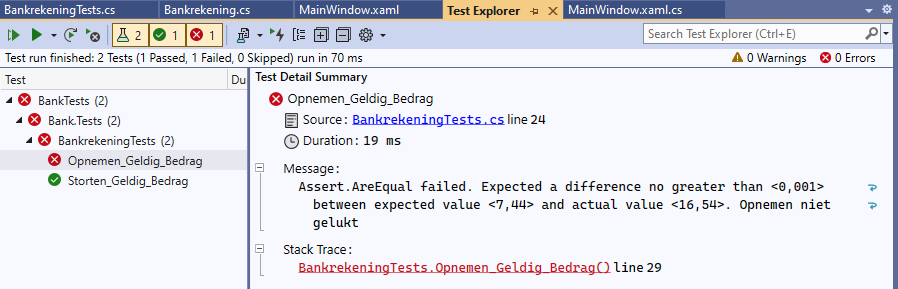 BankrekeningTests.cs Bankrekening.cs MainWindow.xaml Test Explorer MainWindow.xaml.cs
2 1 1 Search Test Explorer (Ctrl+E)
Test run finished: 2 Tests (1 Passed, 1 Failed, 0 Skipped) run in 70 ms 0 Warnings 0 Errors
Test Du
BankTests (2)
Bank.Tests (2)
BankrekeningTests (2)
Opnemen_Geldig_Bedrag
Storten_Geldig_Bedrag
Test Detail Summary
Opnemen_Geldig_Bedrag
Source: BankrekeningTests.cs line 24
Duration: 19 ms
Message:
Assert.AreEqual failed. Expected a difference no greater than <0,001>
between expected value <7,44> and actual value <16,54>. Opnemen niet
gelukt
Stack Trace:
BankrekeningTests.Opnemen_Geldig_Bedrag() line 29